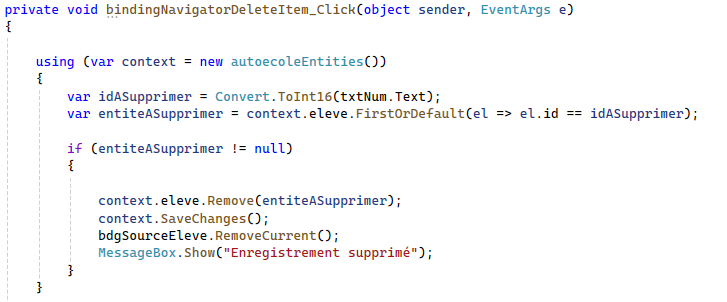 private void bindingNavigatorDeleteItem_Click(object sender, EventArgs e)
{
using (var context = new autoecoleEntities())
{
var idASupprimer = Convert.ToInt16(txtNum.Text);
var entiteASupprimer = context.eleve.FirstOrDefault(el => el.id == idASupprimer);
if (entiteASupprimer != null)
{
context.eleve.Remove(entiteASupprimer);
context.SaveChanges();
bdgSourceEleve.RemoveCurrent();
MessageBox.Show("Enregistrement supprimé");
}
}